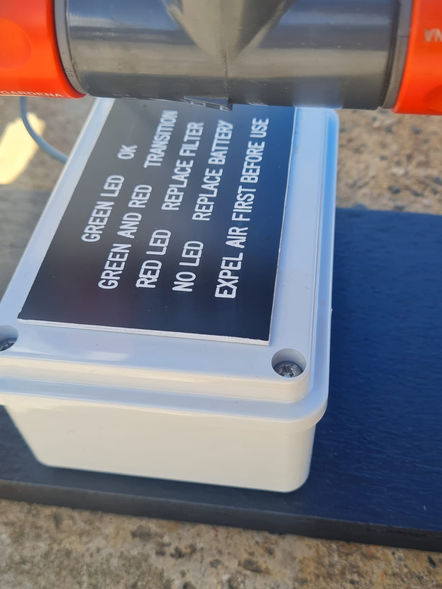 GARDENA
GREEN LED OK
GREEN AND RED TRANSITION
RED LED REPLACE FILTER
NO LED REPLACE BATTERY
EXPEL AIR FIRST BEFORE USE